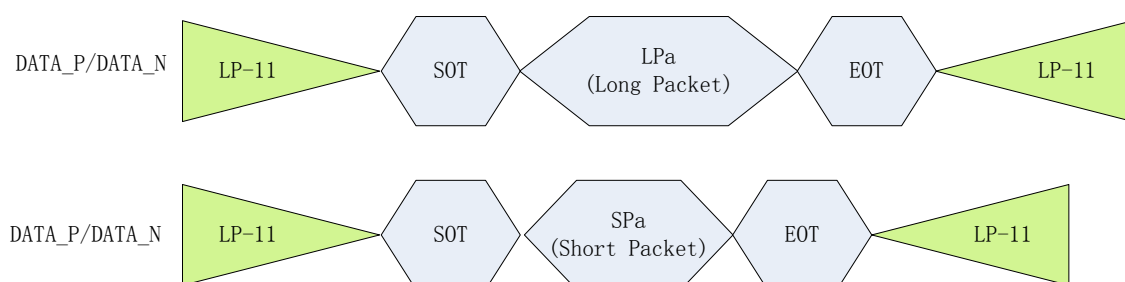 DATA_P/DATA_N
LP-11
SOT
LPa
(Long Packet)
EOT
LP-11
DATA_P/DATA_N
LP-11
SOT
SPa
(Short Packet)
EOT
LP-11